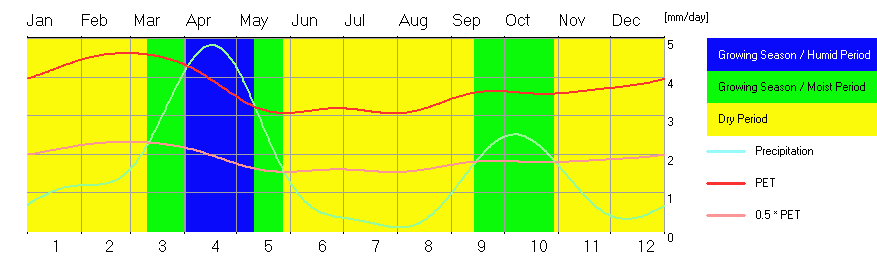 Jan Feb Mar Apr May Jun Jul Aug Sep Oct Nov Dec [mm/day]
5
Growing Season / Humid Period
4
Growing Season / Moist Period
3
Dry Period
2
Precipitation
1
PET
0.5 * PET
0
1 2 3 4 5 6 7 8 9 10 11 12